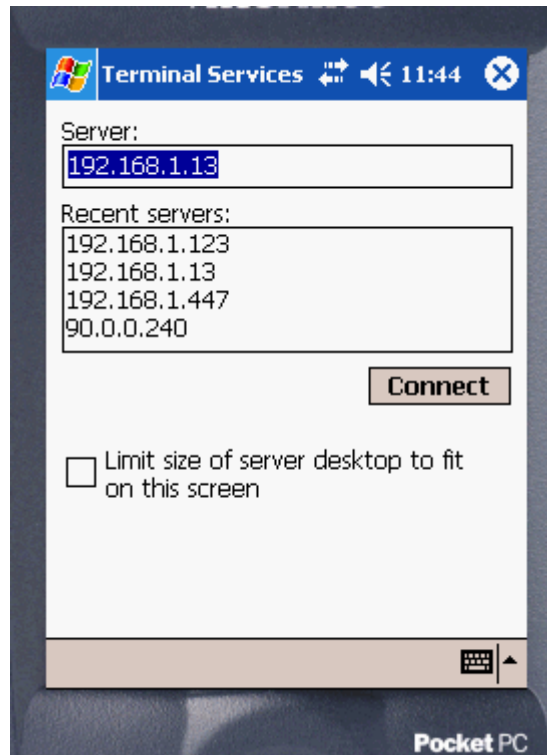 Terminal Services 11:44
Server:
192.168.1.13
Recent servers:
192.168.1.123
192.168.1.13
192.168.1.447
90.0.0.240
Connect
Limit size of server desktop to fit
on this screen
Pocket PC